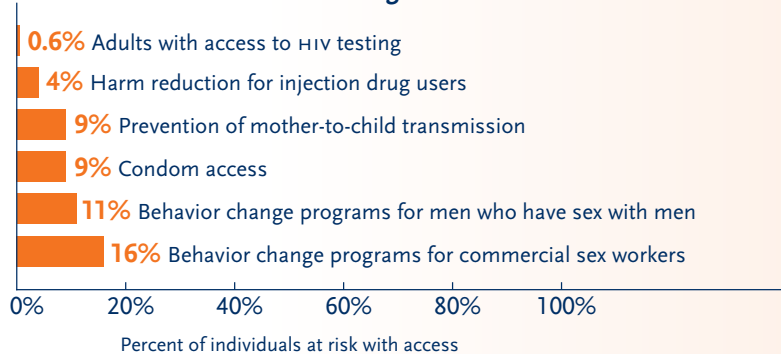 0.6% Adults with access to HIV testing
4% Harm reduction for injection drug users
9% Prevention of mother-to-child transmission
9% Condom access
11% Behavior change programs for men who have sex with men
16% Behavior change programs for commercial sex workers
0% 20% 40% 60% 80% 100%
Percent of individuals at risk with access